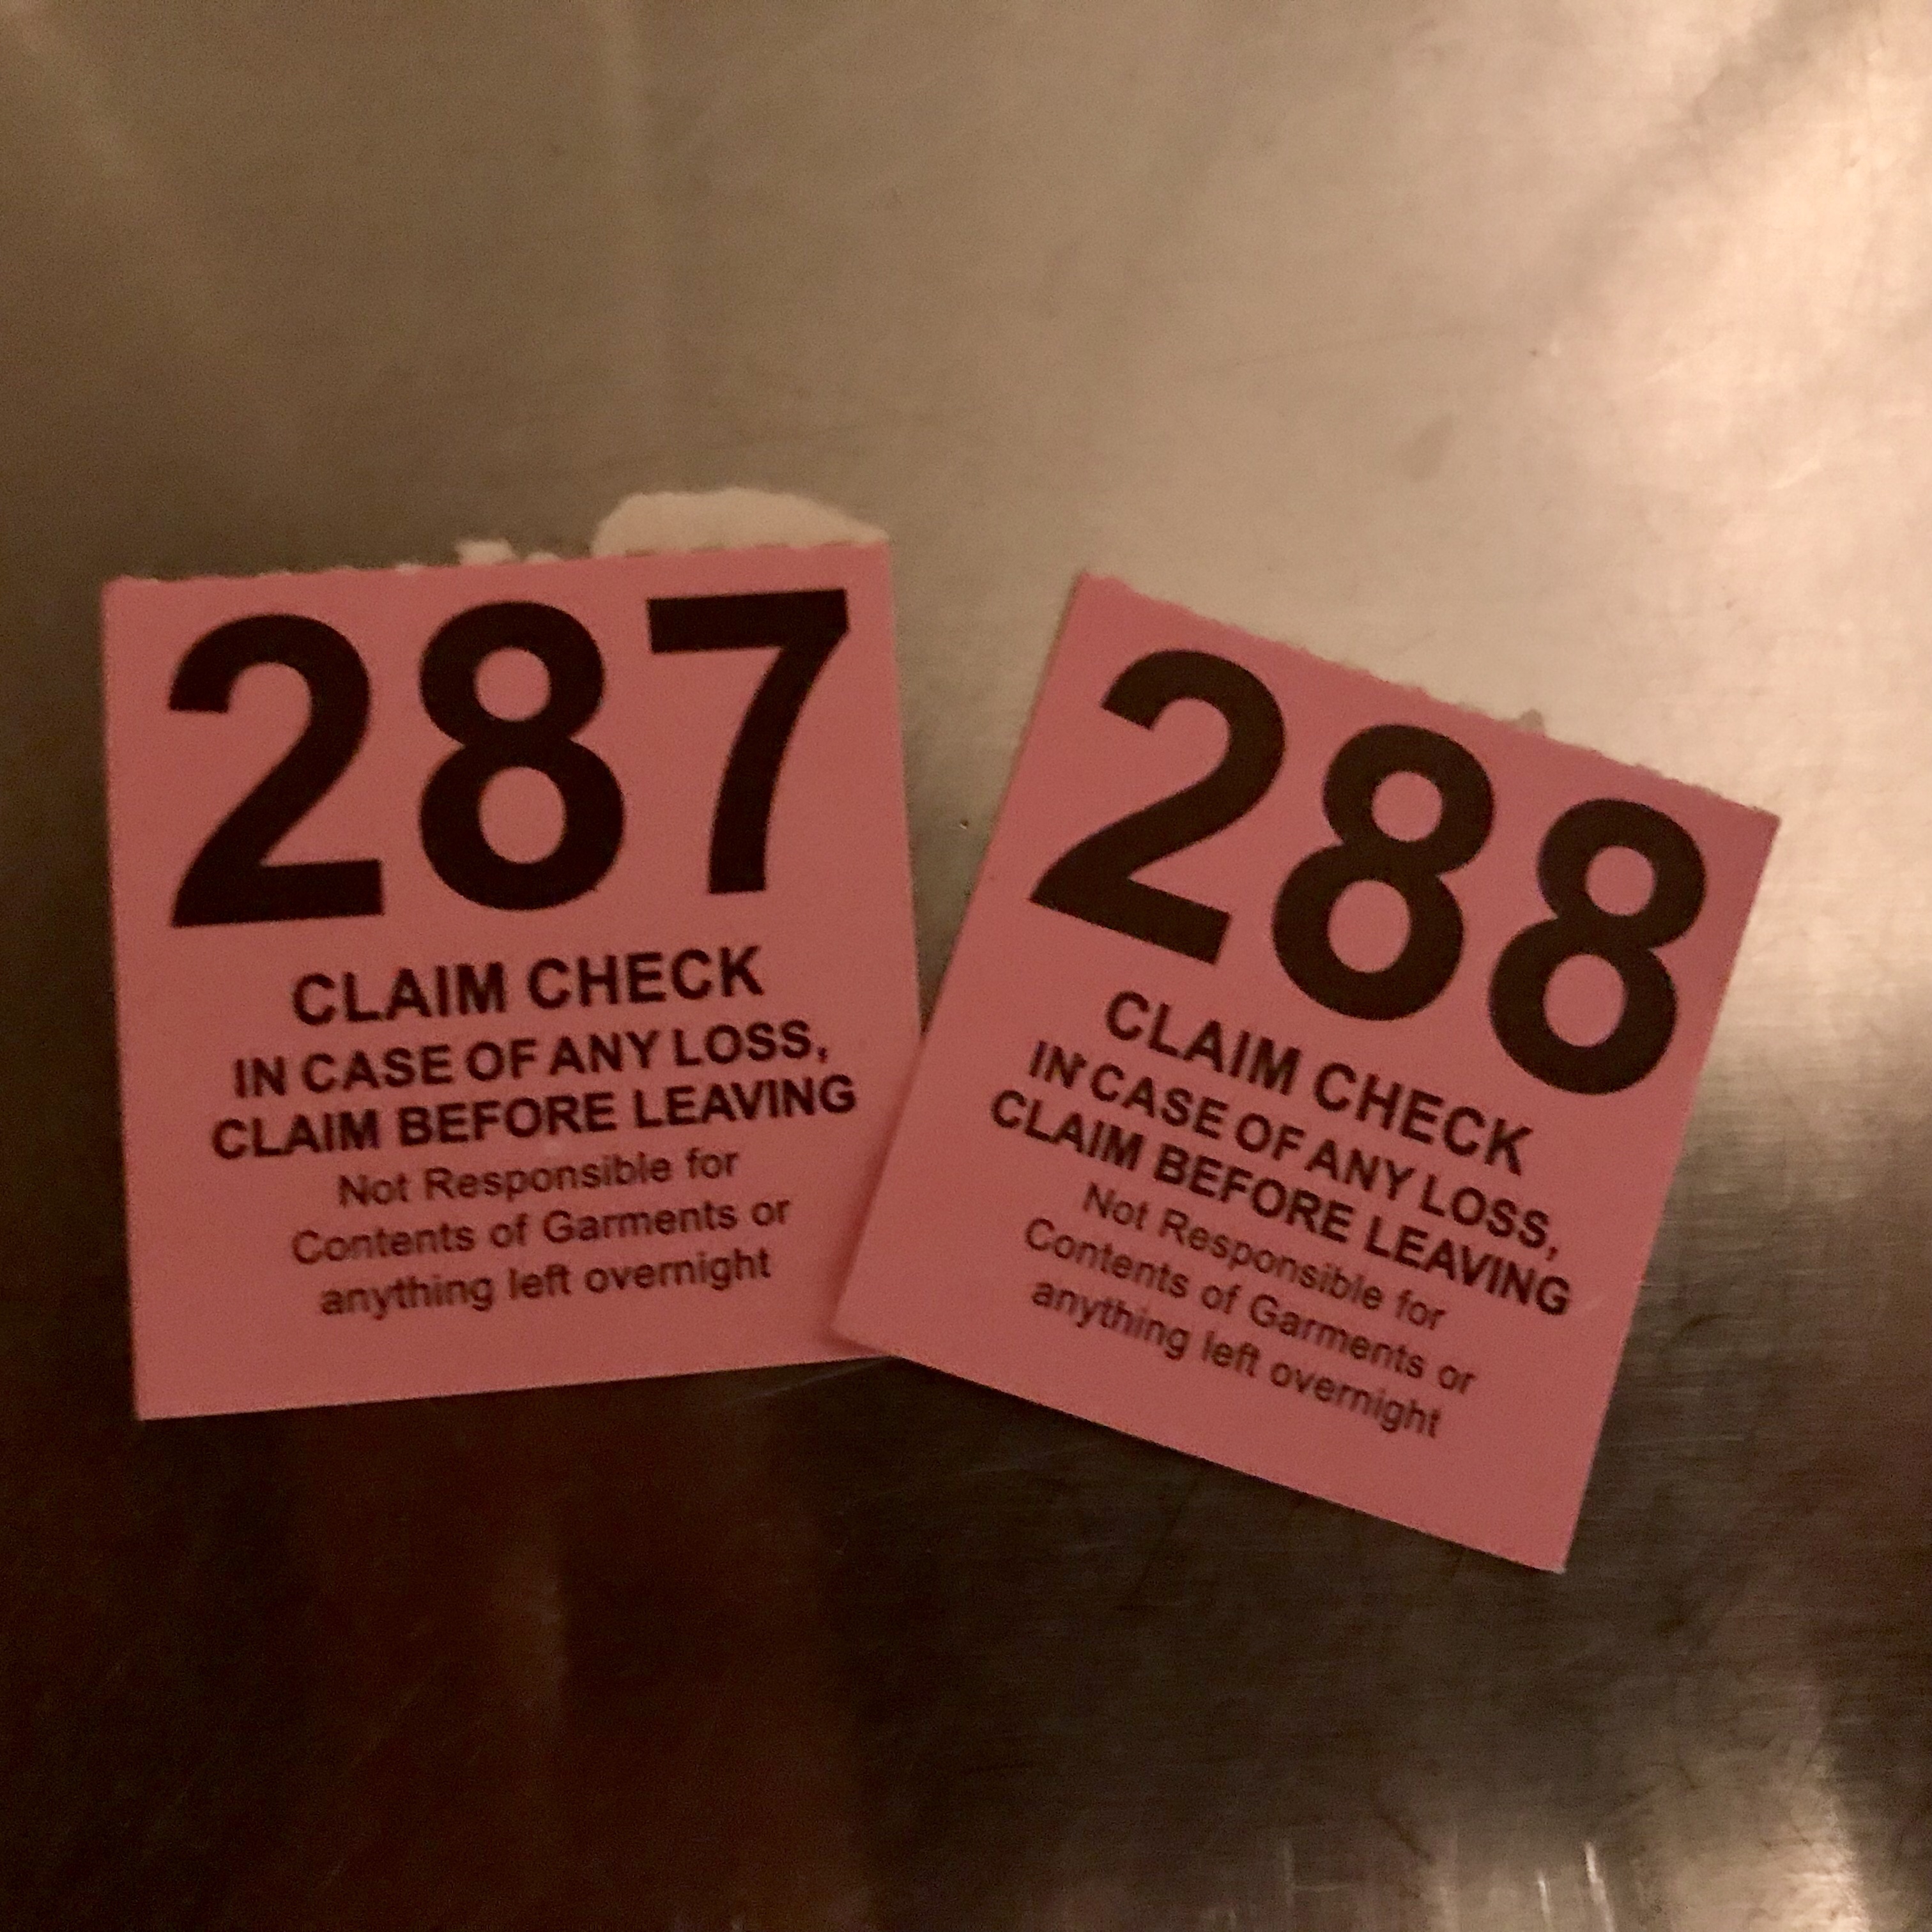 287
CLAIM CHECK
IN CASE OF ANY LOSS,
CLAIM BEFORE LEAVING
Not Responsible for
Contents of Garments or
anything left overnight
288
CLAIM CHECK
IN CASE OF ANY LOSS,
CLAIM BEFORE LEAVING
Not Responsible for
Contents of Garments or
anything left overnight